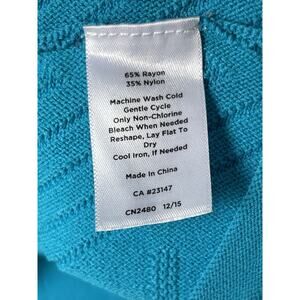 65% Rayon
35% Nylon
Machine Wash Cold
Gentle Cycle
Only Non-Chlorine
Bleach When Needed
Reshape, Lay Flat To
Dry
Cool Iron, If Needed
Made In China
CA #23147
CN2480 12/15